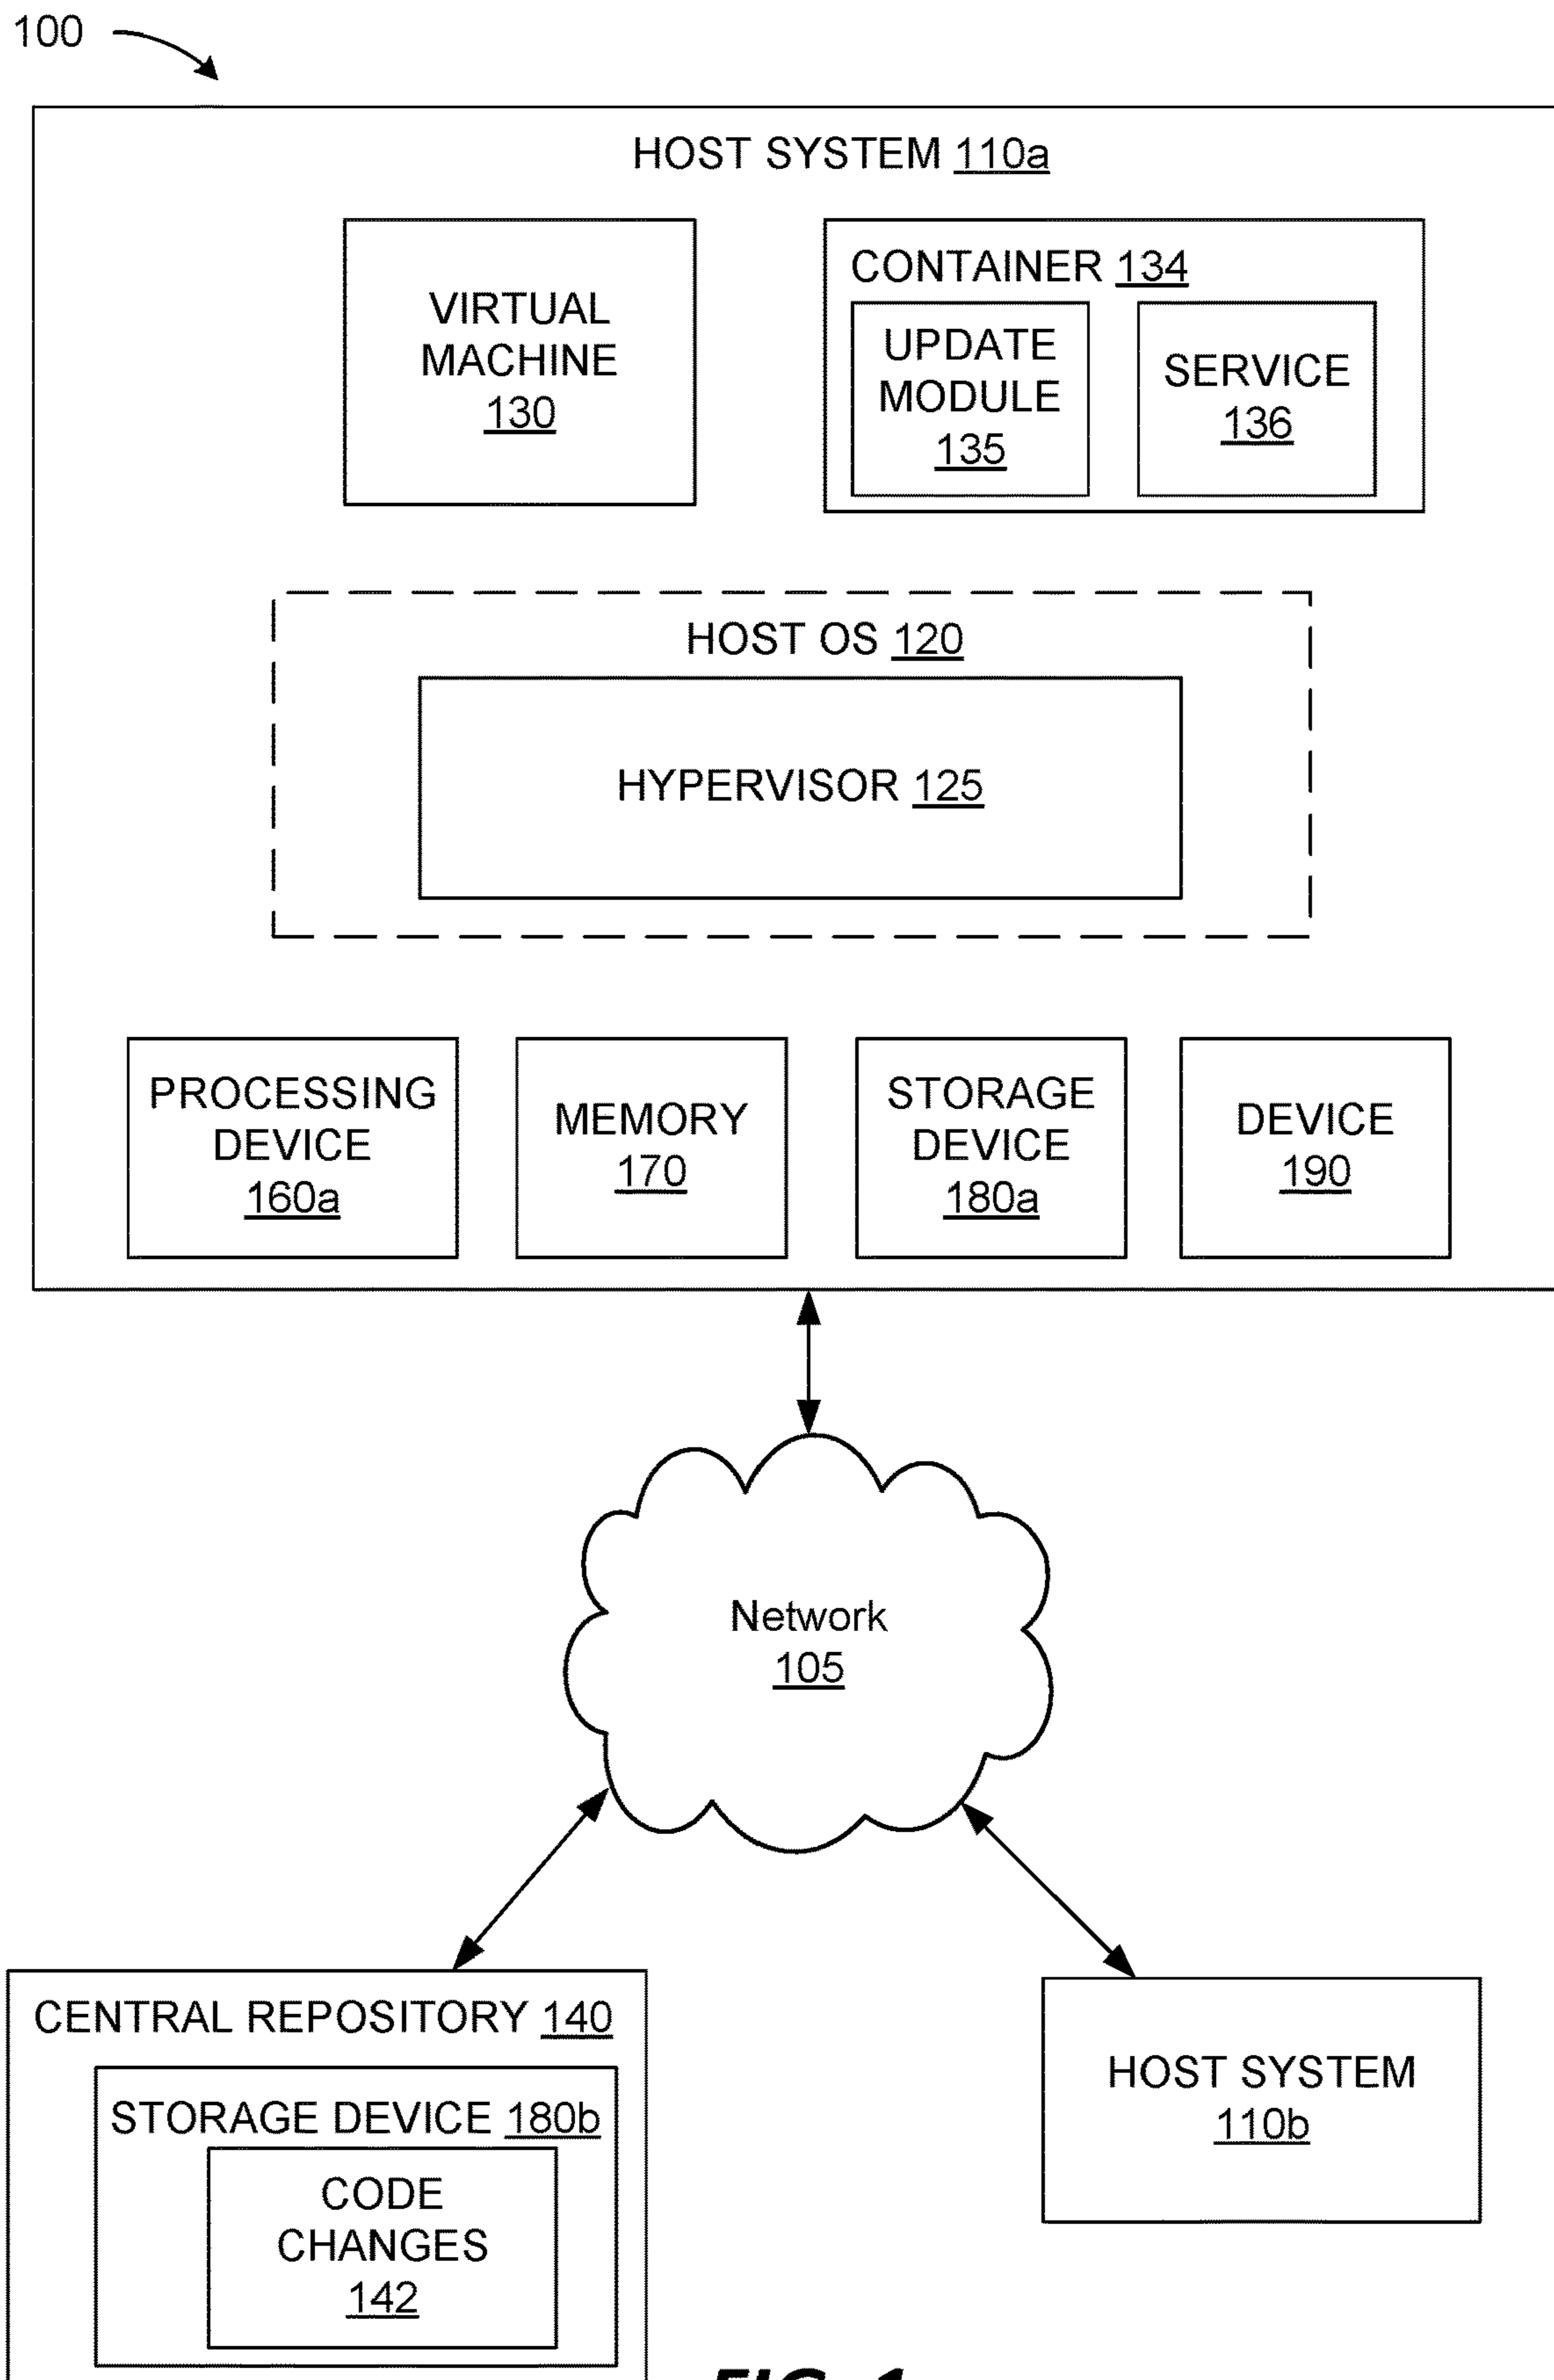 100
HOST SYSTEM 110a
VIRTUAL
MACHINE
130
CONTAINER 134
UPDATE
MODULE
135
SERVICE
136
HOST OS 120
HYPERVISOR 125
PROCESSING
DEVICE
160a
MEMORY
170
STORAGE
DEVICE
180a
DEVICE
190
Network
105
CENTRAL REPOSITORY 140
STORAGE DEVICE 180b
CODE
CHANGES
142
HOST SYSTEM
110b
FIG. 1